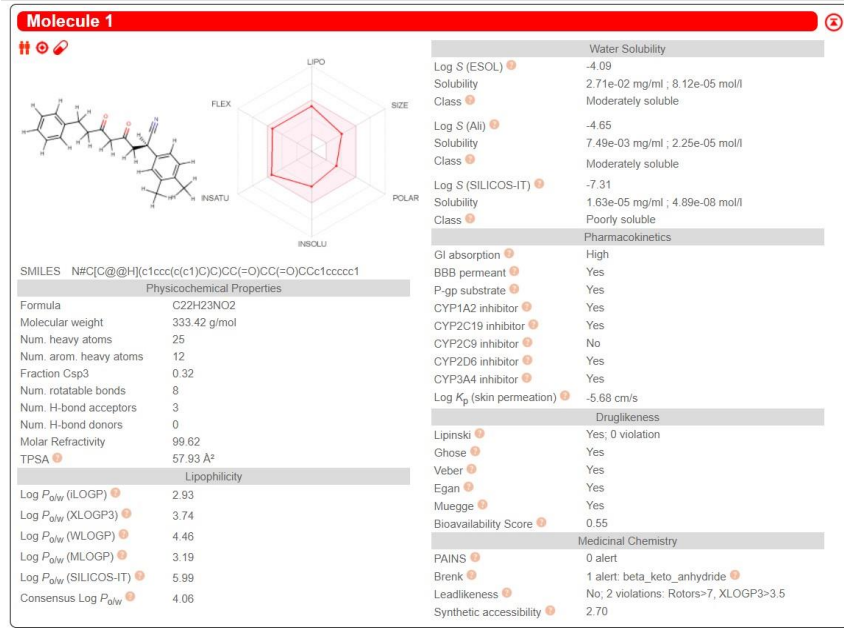 Molecule 1
LIPO
FLEX
SIZE
INSATU
POLAR
INSOLU
SMILES N#C[C@@H](c1ccc(c(c1)C)C)CC(=O)CC(=O)CCc1ccccc1
Physicochemical Properties
Formula C22H23NO2
Molecular weight 333.42 g/mol
Num. heavy atoms 25
Num. arom. heavy atoms 12
Fraction Csp3 0.32
Num. rotatable bonds 8
Num. H-bond acceptors 3
Num. H-bond donors 0
Molar Refractivity 99.62
TPSA ? 57.93 Å²
Lipophilicity
Log Po/w (iLOGP) ? 2.93
Log Po/w (XLOGP3) ? 3.74
Log Po/w (WLOGP) ? 4.46
Log Po/w (MLOGP) ? 3.19
Log Po/w (SILICOS-IT) ? 5.99
Consensus Log Po/w ? 4.06
Water Solubility
Log S (ESOL) ? -4.09
Solubility 2.71e-02 mg/ml ; 8.12e-05 mol/l
Class ? Moderately soluble
Log S (Ali) ? -4.65
Solubility 7.49e-03 mg/ml ; 2.25e-05 mol/l
Class ? Moderately soluble
Log S (SILICOS-IT) ? -7.31
Solubility 1.63e-05 mg/ml ; 4.89e-08 mol/l
Class ? Poorly soluble
Pharmacokinetics
GI absorption ? High
BBB permeant ? Yes
P-gp substrate ? Yes
CYP1A2 inhibitor ? Yes
CYP2C19 inhibitor ? Yes
CYP2C9 inhibitor ? No
CYP2D6 inhibitor ? Yes
CYP3A4 inhibitor ? Yes
Log Kp (skin permeation) ? -5.68 cm/s
Druglikeness
Lipinski ? Yes; 0 violation
Ghose ? Yes
Veber ? Yes
Egan ? Yes
Muegge ? Yes
Bioavailability Score ? 0.55
Medicinal Chemistry
PAINS ? 0 alert
Brenk ? 1 alert: beta_keto_anhydride ?
Leadlikeness ? No; 2 violations: Rotors>7, XLOGP3>3.5
Synthetic accessibility ? 2.70